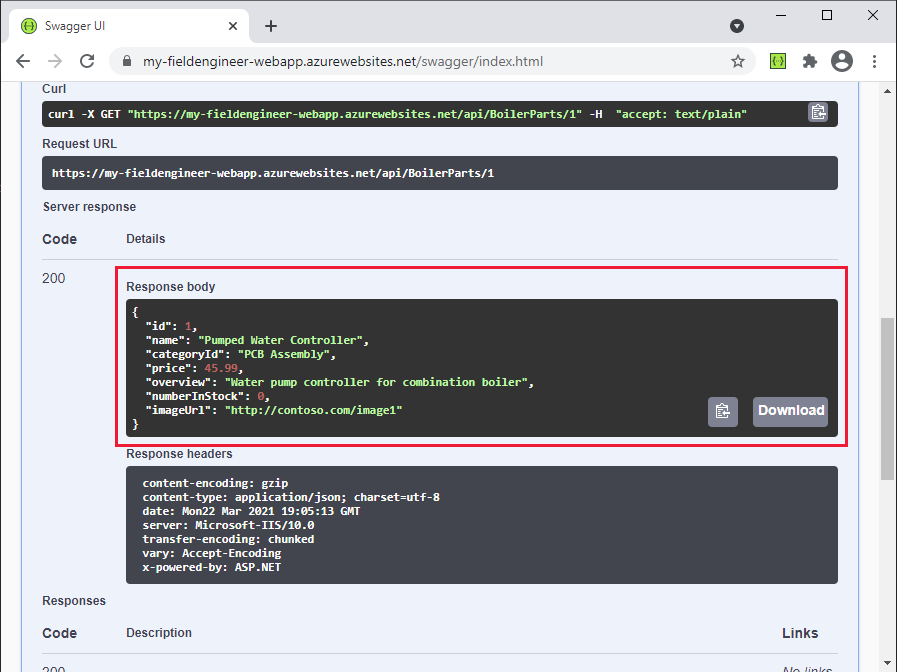 Swagger UI
my-fieldengineer-webapp.azurewebsites.net/swagger/index.html
Curl
curl -X GET "https://my-fieldengineer-webapp.azurewebsites.net/api/BoilerParts/1" -H  "accept: text/plain"
Request URL
https://my-fieldengineer-webapp.azurewebsites.net/api/BoilerParts/1
Server response
Code Details
200
Response body
{
  "id": 1,
  "name": "Pumped Water Controller",
  "categoryId": "PCB Assembly",
  "price": 45.99,
  "overview": "Water pump controller for combination boiler",
  "numberInStock": 0,
  "imageUrl": "http://contoso.com/image1"
}
Download
Response headers
content-encoding: gzip
content-type: application/json; charset=utf-8
date: Mon22 Mar 2021 19:05:13 GMT
server: Microsoft-IIS/10.0
transfer-encoding: chunked
vary: Accept-Encoding
x-powered-by: ASP.NET
Responses
Code Description Links
200 No links